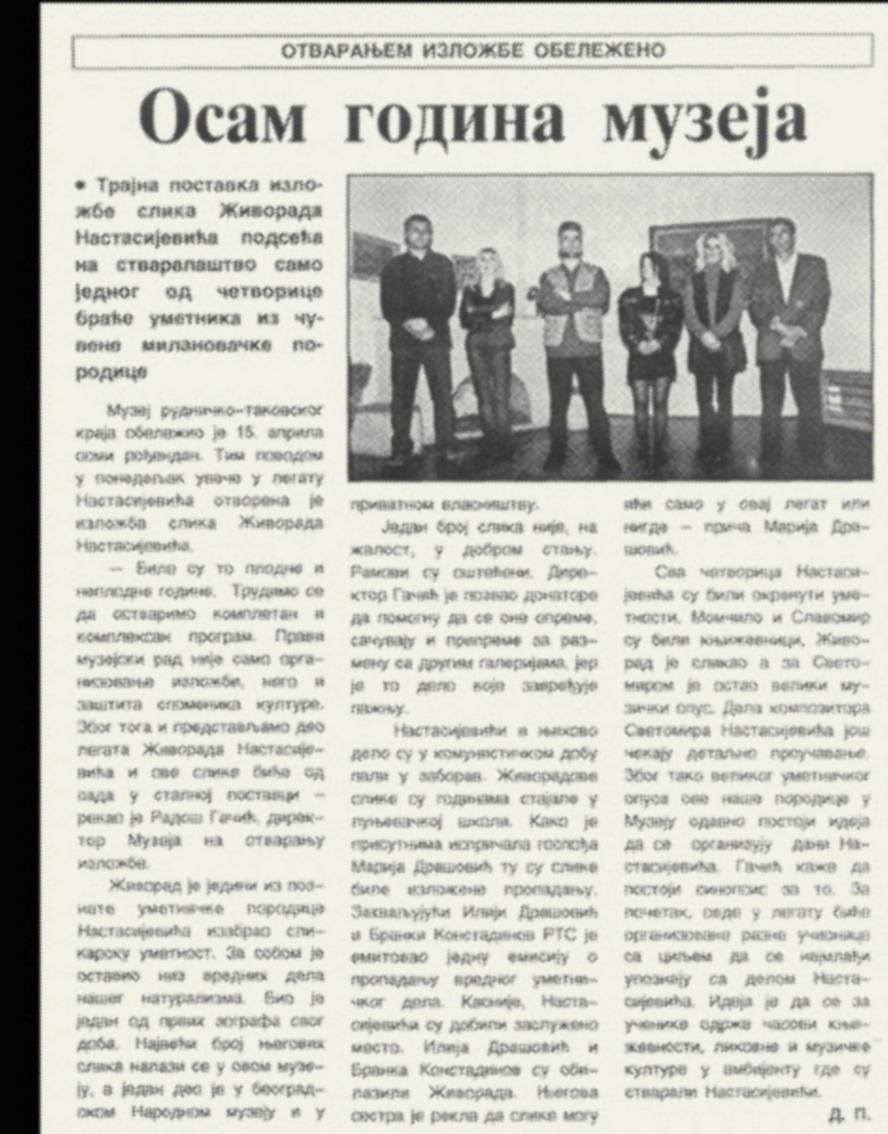 ОТВАРАЊЕМ ИЗЛОЖБЕ ОБЕЛЕЖЕНО
Осам година музеја
• Трајна поставка изло-
жбе слика Живорада
Настасијевића подсећа
на стваралаштво само
једног од четворице
браће уметника из чу-
вене милановачке по-
родице
Музеј рудничко-таковског
краја обележио је 15. априла
осми рођендан. Тим поводом
у понедељак увече у легату
Настасијевића отворена је
изложба слика Живорада
Настасијевића.
– Биле су то плодне и
неплодне године. Трудимо се
да остваримо комплетан и
комплексан програм. Прави
музејски рад није само орга-
низовање изложби, него и
заштита споменика културе.
Због тога и представљамо део
легата Живорада Настасије-
вића и ове слике биће од
сада у сталној поставци –
рекао је Радош Гачић, дирек-
тор Музеја на отварању
изложбе.
Живорад је једини из поз-
нате уметничке породице
Настасијевића изабрао сли-
карску уметност. За собом је
оставио низ вредних дела
нашег натурализма. Био је
један од првих зографа свог
доба. Највећи број његових
слика налази се у овом музе-
ју, а један део је у београд-
ском Народном музеју и у
приватном власништву.
Један број слика није, на
жалост, у добром стању.
Рамови су оштећени. Дире-
ктор Гачић је позвао донаторе
да помогну да се оне опреме,
сачувају и припреме за раз-
мену са другим галеријама, јер
је то дело које завређује
пажњу.
Настасијевићи и њихово
дело су у комунистичком добу
пали у заборав. Живорадове
слике су годинама стајале у
луњевачкој школи. Како је
присутнима испричала госпођа
Марија Драшовић ту су слике
биле изложене пропадању.
Захваљујући Илији Драшовић
и Бранки Констадинов РТС је
емитовао једну емисију о
пропадању вредног уметни-
чког дела. Касније, Наста-
сијевићи су добили заслужено
место. Илија Драшовић и
Бранка Констадинов су оби-
лазили Живорада. Његова
сестра је рекла да слике могу
ићи само у овај легат или
нигде – прича Марија Дра-
шовић.
Сва четворица Настаси-
јевића су били окренути уме-
тности. Момчило и Славомир
су били књижевници, Живо-
рад је сликао а за Свето-
миром је остао велики му-
зички опус. Дела композитора
Светомира Настасијевића још
чекају детаљно проучавање.
Због тако великог уметничког
опуса ове наше породице у
Музеју одавно постоји идеја
да се организују дани На-
стасијевића. Гачић каже да
постоји синопсис за то. За
почетак, овде у легату биће
организоване разне учионице
са циљем да се најмлађи
упознају са делом Наста-
сијевића. Идеја је да се за
ученике одрже часови књи-
жевности, ликовне и музичке
културе у амбијенту где су
стварали Настасијевићи.
Д. П.